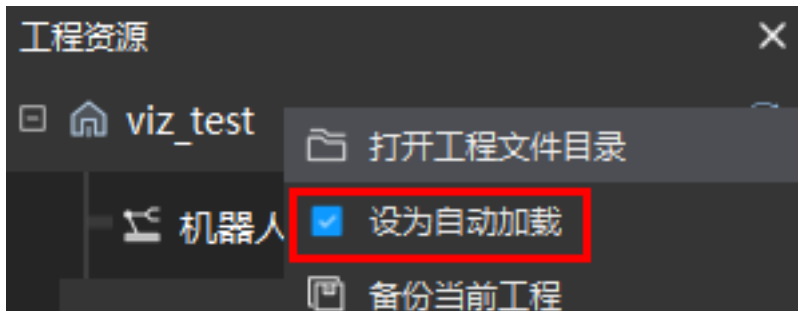 工程资源
viz_test
打开工程文件目录
机器人
设为自动加载
备份当前工程